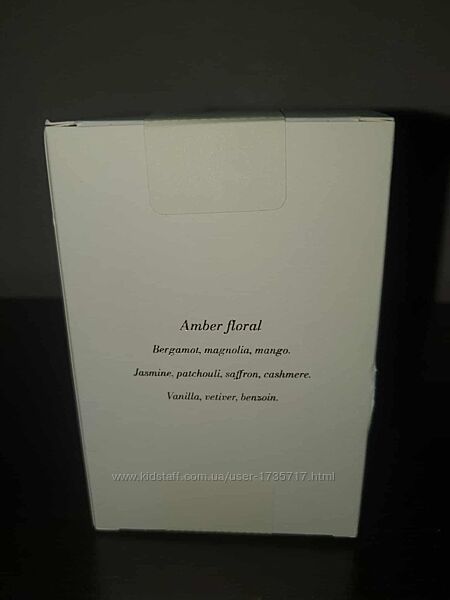 Amber floral
Bergamot, magnolia, mango.
Jasmine, patchouli, saffron, cashmere.
Vanilla, vetiver, benzoin.
www.kidstaff.com.ua/user-1735717.html